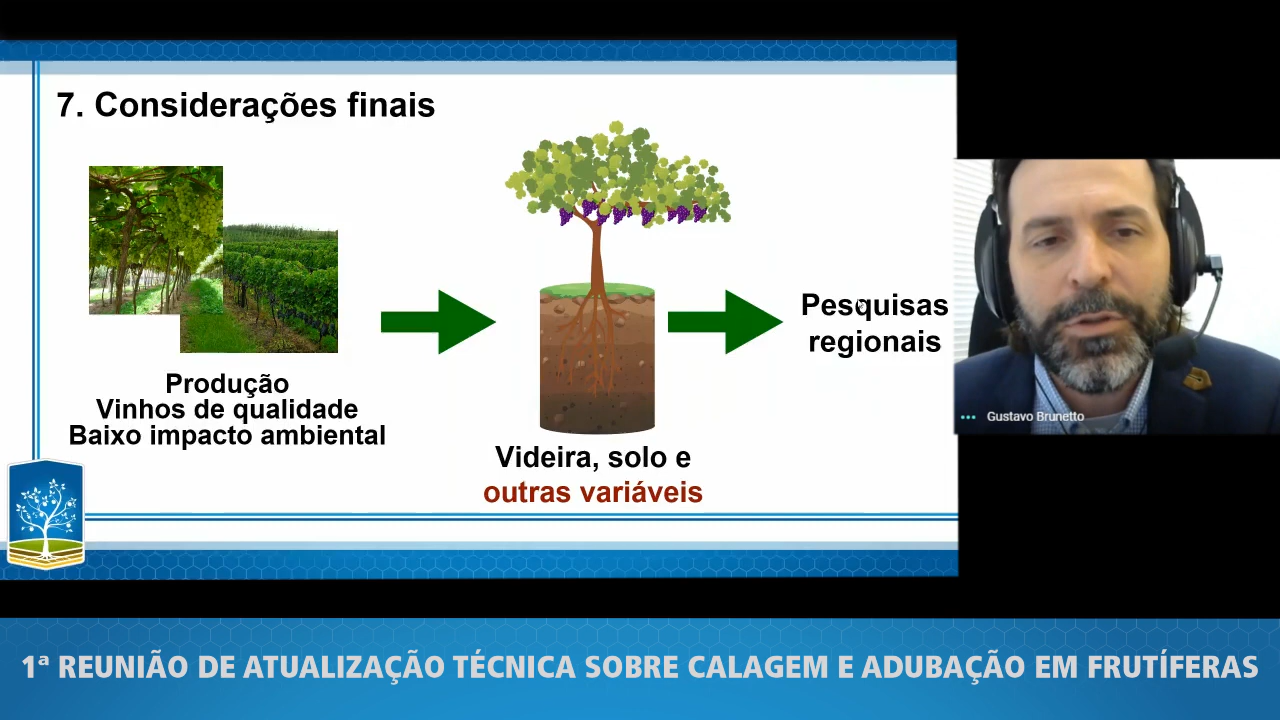 7. Considerações finais
Produção
Vinhos de qualidade
Baixo impacto ambiental
Videira, solo e
outras variáveis
Pesquisas
regionais
Gustavo Brunetto
1ª REUNIÃO DE ATUALIZAÇÃO TÉCNICA SOBRE CALAGEM E ADUBAÇÃO EM FRUTÍFERAS